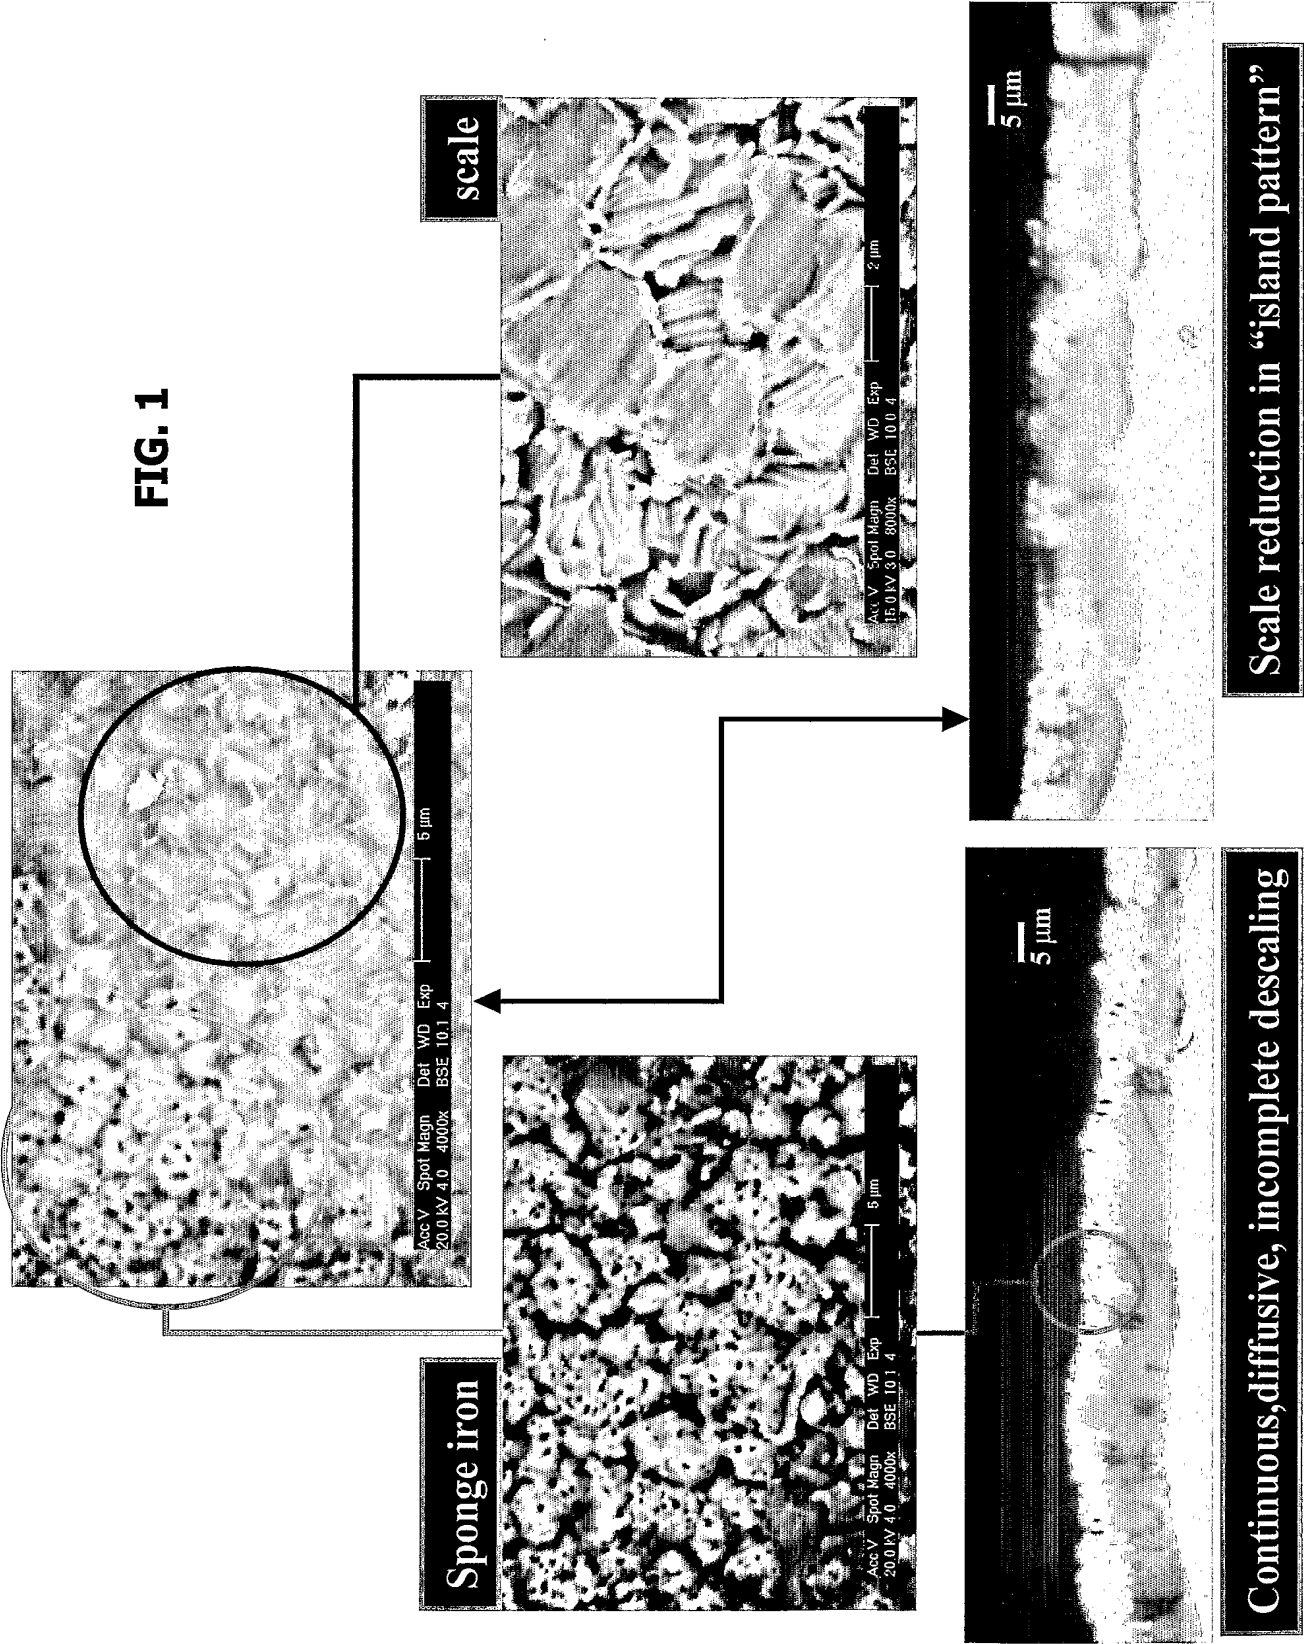 FIG. 1
Acc V Spot Magn Det WD Exp
20.0 kV 4.0 4000x BSE 10.1 4
5 µm
Sponge iron
Acc V Spot Magn Det WD Exp
20.0 kV 4.0 4000x BSE 10.1 4
5 µm
scale
Acc V Spot Magn Det WD Exp
15.0 kV 3.0 8000x BSE 10.0 4
2 µm
5 µm
Continuous,diffusive, incomplete descaling
5 µm
Scale reduction in “island pattern”